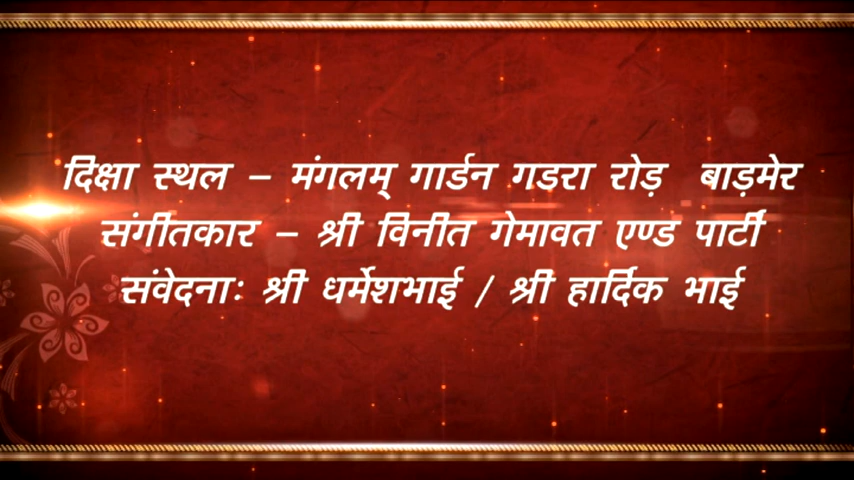 दिक्षा स्थल – मंगलम् गार्डन गडरा रोड़ बाड़मेर
संगीतकार – श्री विनीत गेमावत एण्ड पार्टी
संवेदनाः श्री धर्मेशभाई / श्री हार्दिक भाई